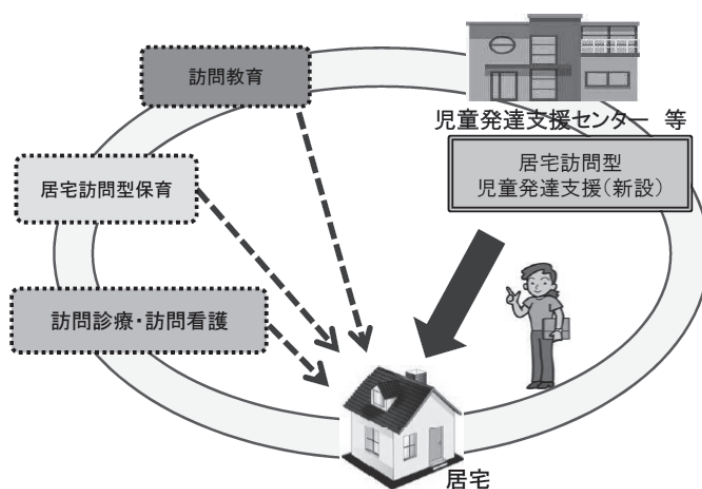 訪問教育
児童発達支援センター 等
居宅訪問型
児童発達支援(新設)
居宅訪問型保育
訪問診療・訪問看護
居宅